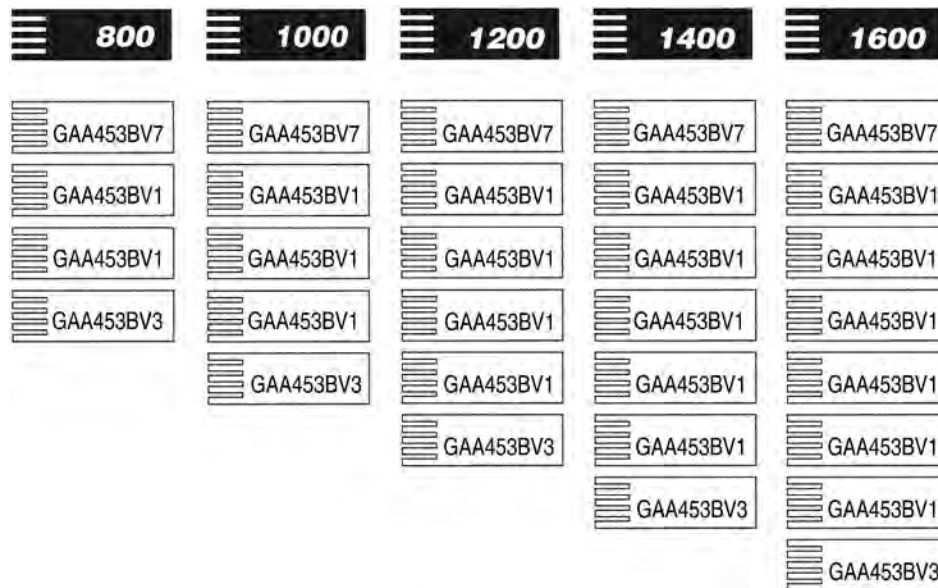 800 1000 1200 1400 1600
GAA453BV7 GAA453BV7 GAA453BV7 GAA453BV7 GAA453BV7
GAA453BV1 GAA453BV1 GAA453BV1 GAA453BV1 GAA453BV1
GAA453BV1 GAA453BV1 GAA453BV1 GAA453BV1 GAA453BV1
GAA453BV3 GAA453BV1 GAA453BV1 GAA453BV1 GAA453BV1
GAA453BV3 GAA453BV1 GAA453BV1 GAA453BV1
GAA453BV3 GAA453BV1 GAA453BV1
GAA453BV3 GAA453BV1
GAA453BV3